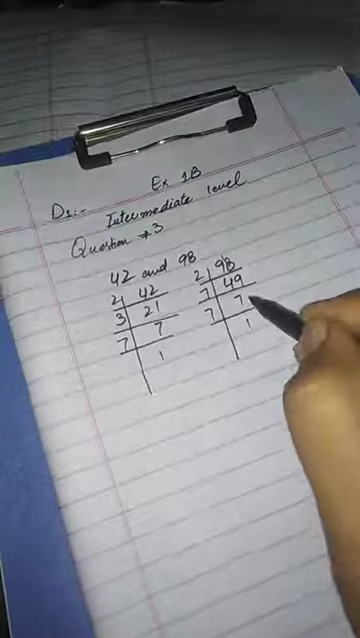 Ex 1B
D1:-
Intermediate level
Question #3
42 and 98
2 42
3 21
7 7
1
2 98
7 49
7 7
1